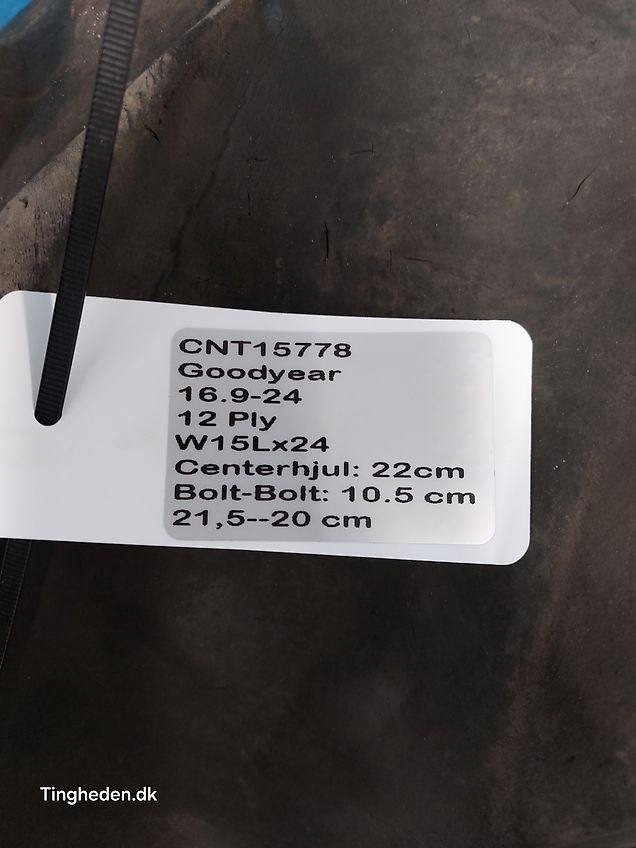 CNT15778
Goodyear
16.9-24
12 Ply
W15Lx24
Centerhjul: 22cm
Bolt-Bolt: 10.5 cm
21,5--20 cm
Tingheden.dk